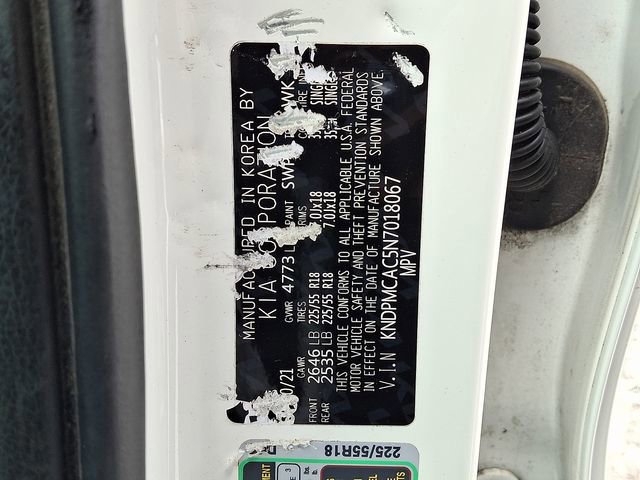 MANUFACTURED IN KOREA BY
KIA CORPORATION
0/21 GVWR 4773 L PAINT SWP WK
GAWR TIRES RIMS
FRONT 2646 LB 225/55 R18 7.0JX18 35 SINGLE
REAR 2535 LB 225/55 R18 7.0JX18 35 SINGLE
THIS VEHICLE CONFORMS TO ALL APPLICABLE U.S.A FEDERAL
MOTOR VEHICLE SAFETY AND THEFT PREVENTION STANDARDS
IN EFFECT ON THE DATE OF MANUFACTURE SHOWN ABOVE.
V.I.N KNDPMCAC5N7018067
MPV
225/55R18